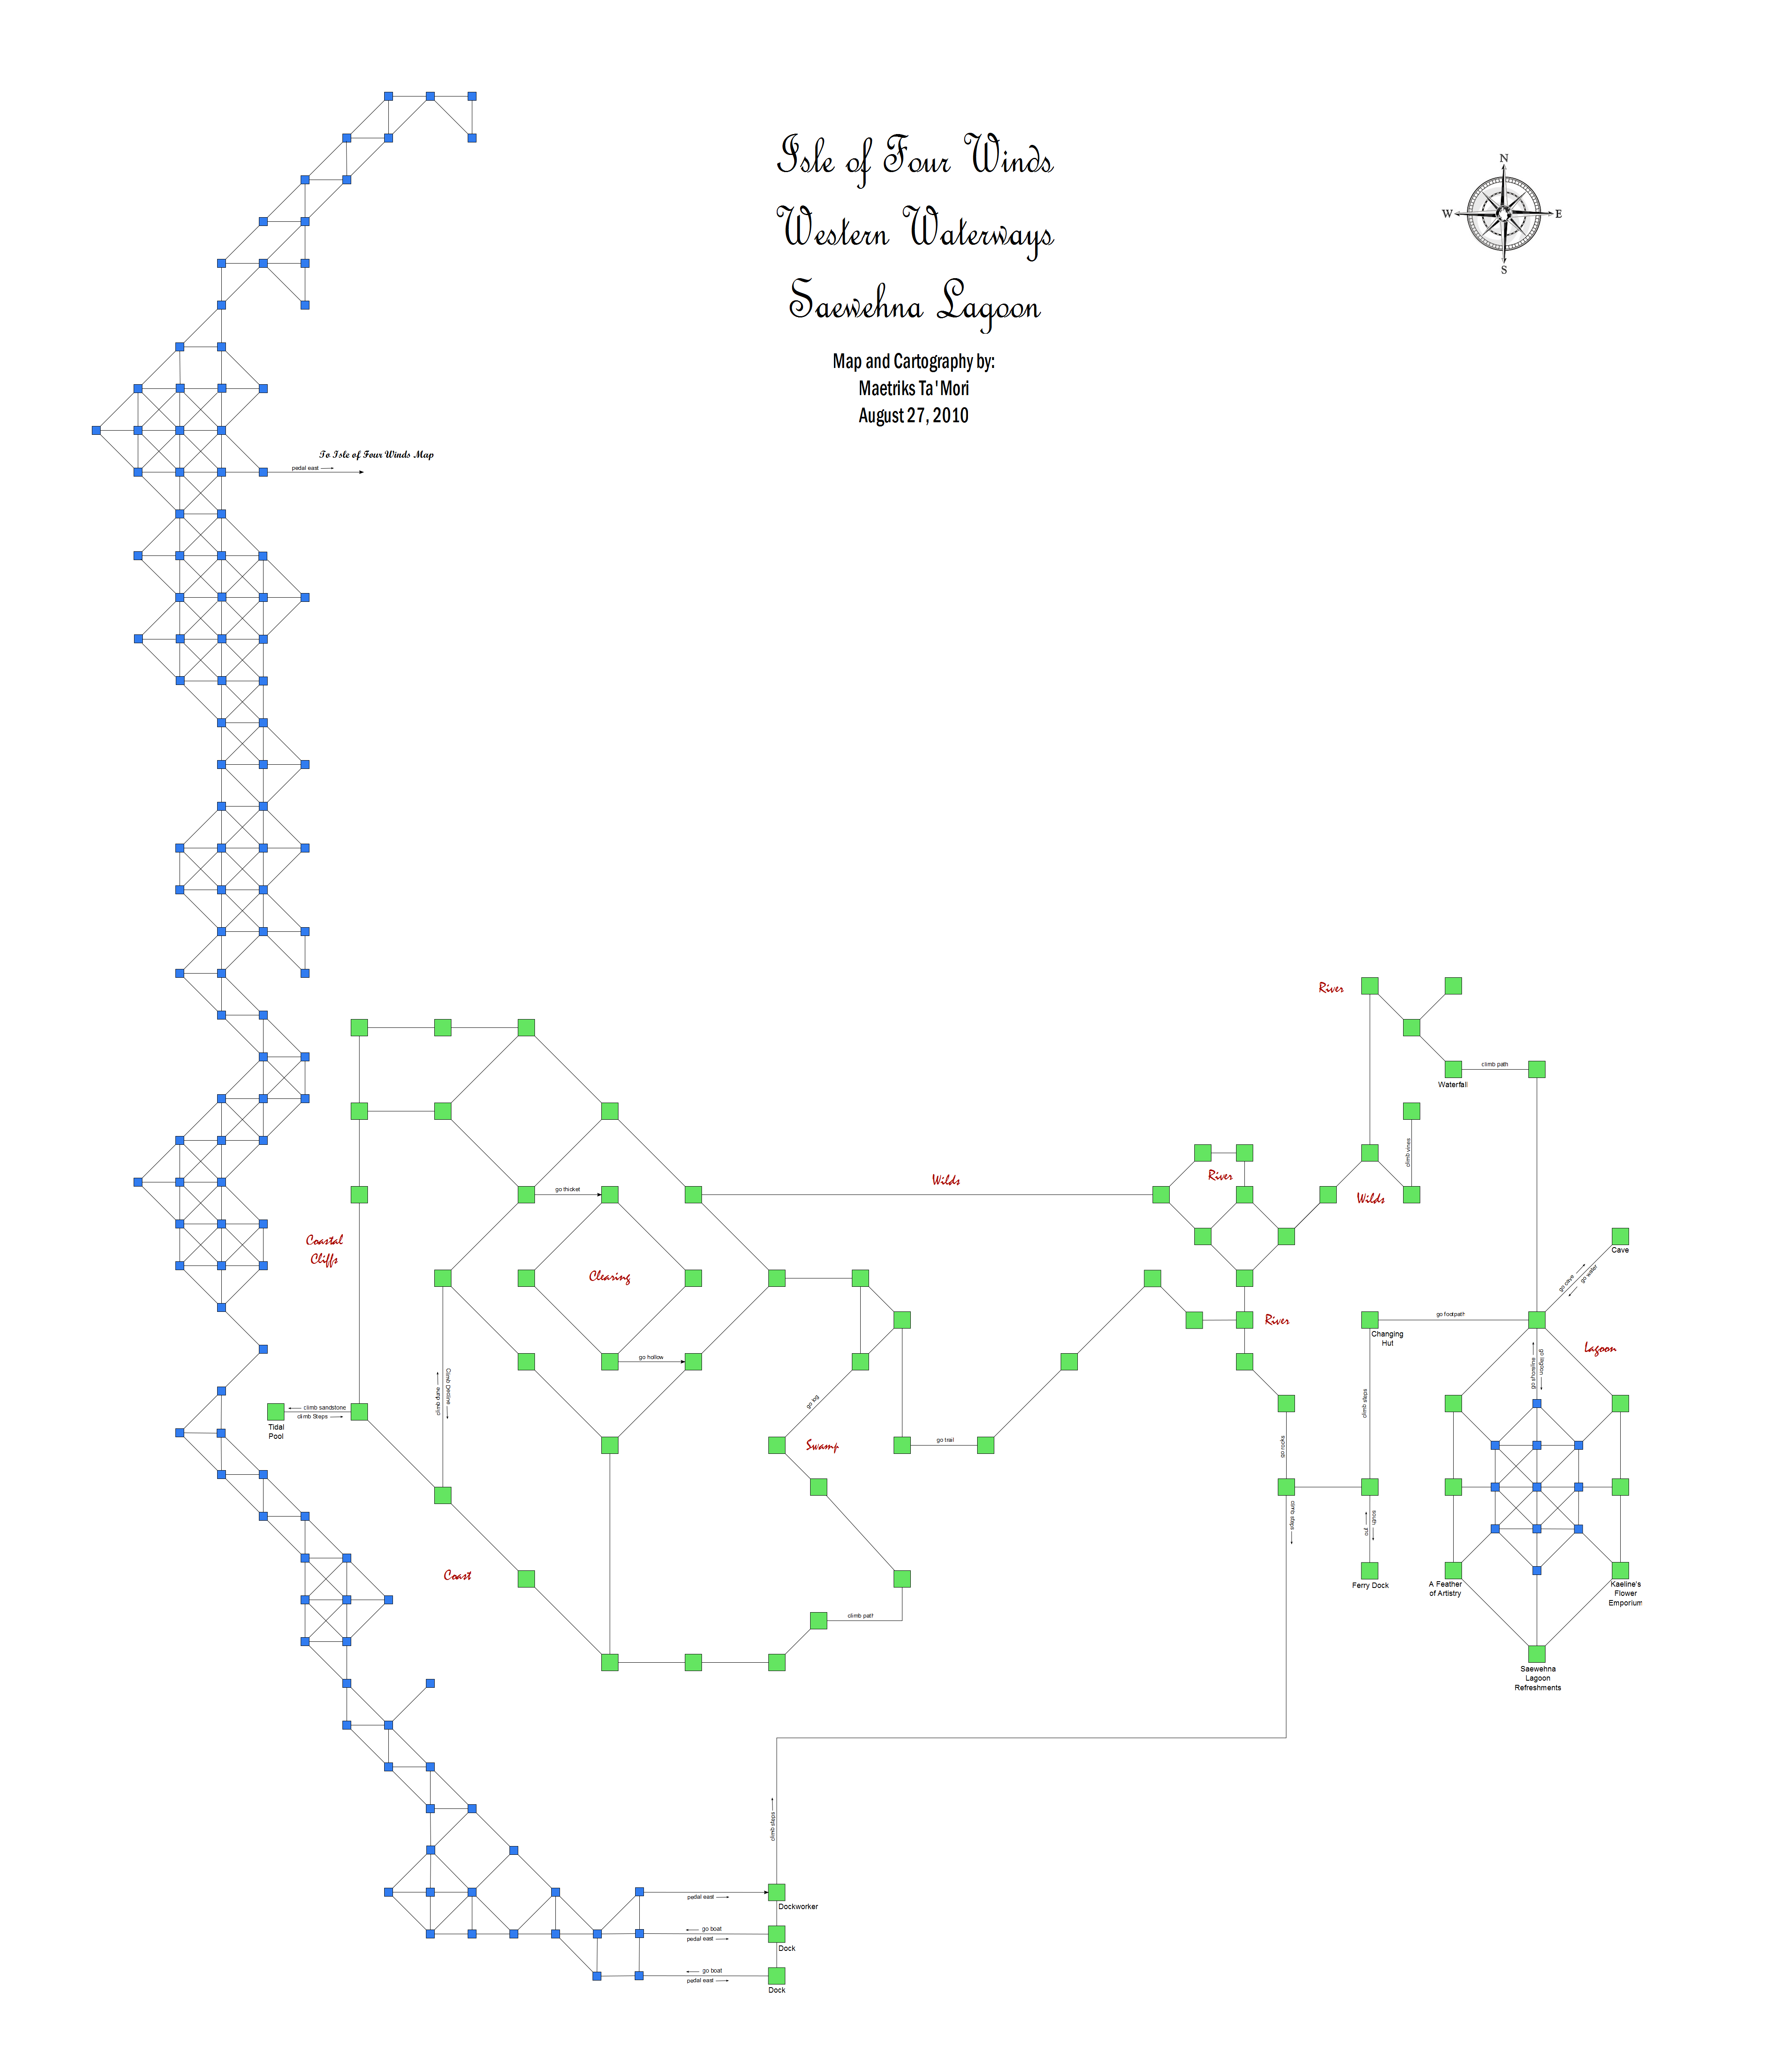 Isle of Four Winds
Western Waterways
Saewehna Lagoon
Map and Cartography by:
Maetriks Ta'Mori
August 27, 2010
N
W
E
S
To Isle of Four Winds Map
pedal east
River
climb path
Waterfall
climb vines
Wilds
River
Wilds
go thicket
Coastal
Cliffs
Clearing
Cave
go cave
go water
River
go footpath
Changing
Hut
Lagoon
go hollow
go shoreline
go lagoon
climb dune
Climb Decline
climb sandstone
climb Steps
Tidal
Pool
go log
Swamp
go trail
go rocks
climb steps
climb steps
south
out
Coast
Ferry Dock
A Feather
of Artistry
Kaeline's
Flower
Emporium
climb path
Saewehna
Lagoon
Refreshments
climb steps
pedal east
Dockworker
go boat
pedal east
Dock
go boat
pedal east
Dock